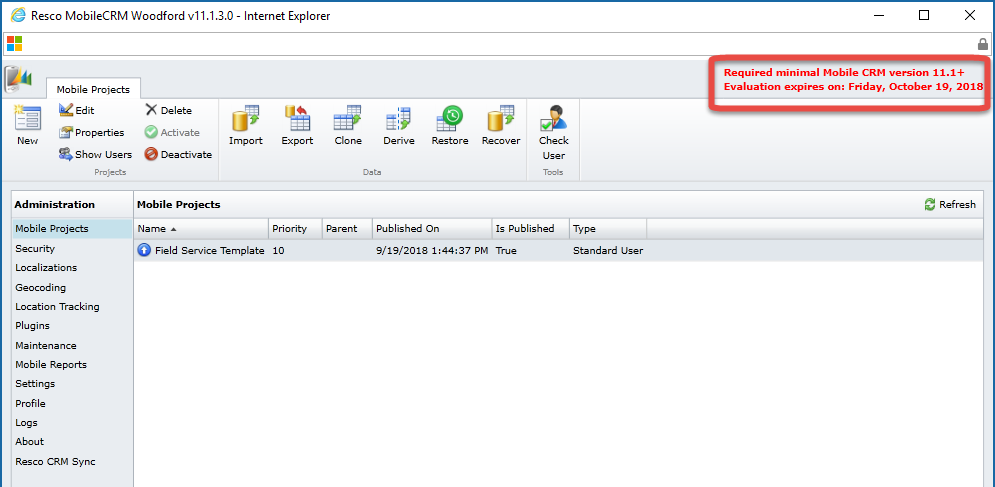 Resco MobileCRM Woodford v11.1.3.0 - Internet Explorer
Required minimal Mobile CRM version 11.1+
Evaluation expires on: Friday, October 19, 2018
Mobile Projects
New
Edit
Properties
Show Users
Delete
Activate
Deactivate
Projects
Import
Export
Clone
Derive
Restore
Recover
Data
Check
User
Tools
Administration
Mobile Projects
Security
Localizations
Geocoding
Location Tracking
Plugins
Maintenance
Mobile Reports
Settings
Profile
Logs
About
Resco CRM Sync
Mobile Projects
Refresh
Name Priority Parent Published On Is Published Type
Field Service Template 10 9/19/2018 1:44:37 PM True Standard User